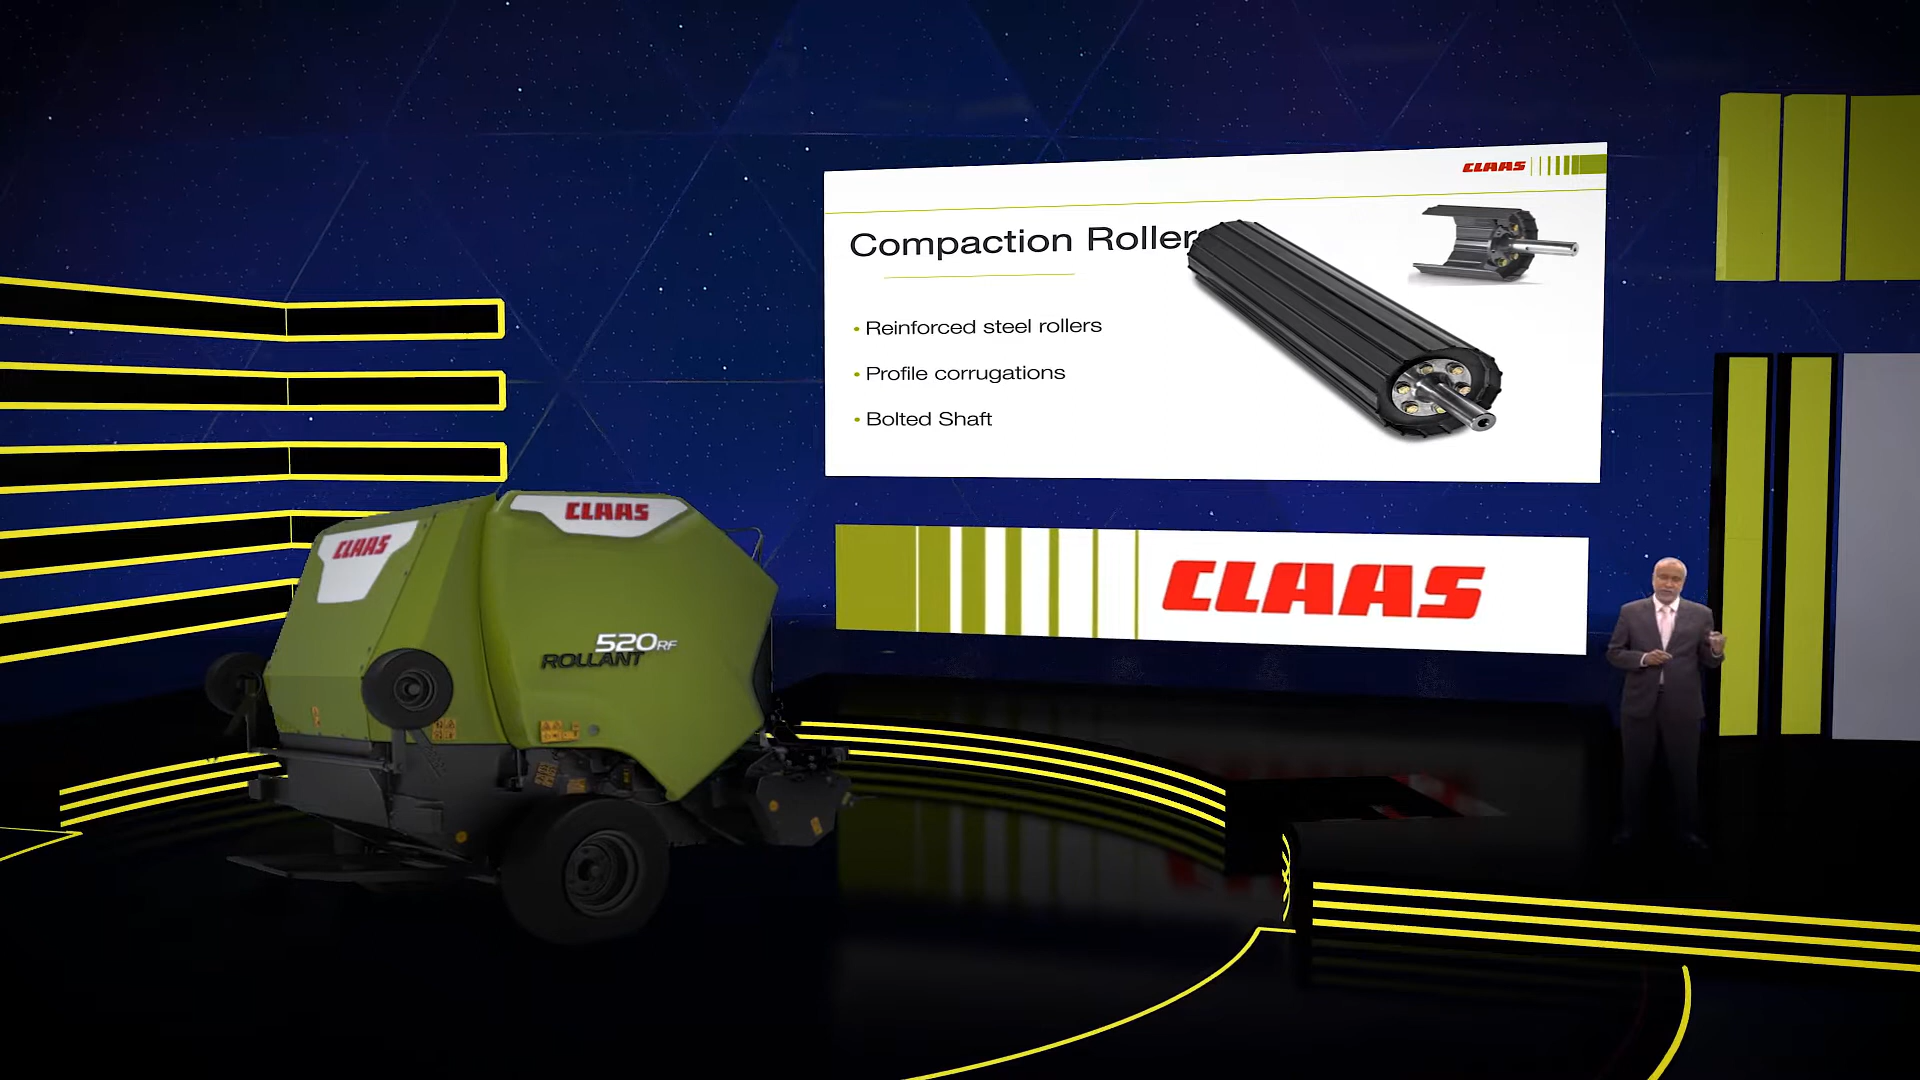 CLAAS
Compaction Roller
• Reinforced steel rollers
• Profile corrugations
• Bolted Shaft
CLAAS
CLAAS
CLAAS
520RF
ROLLANT